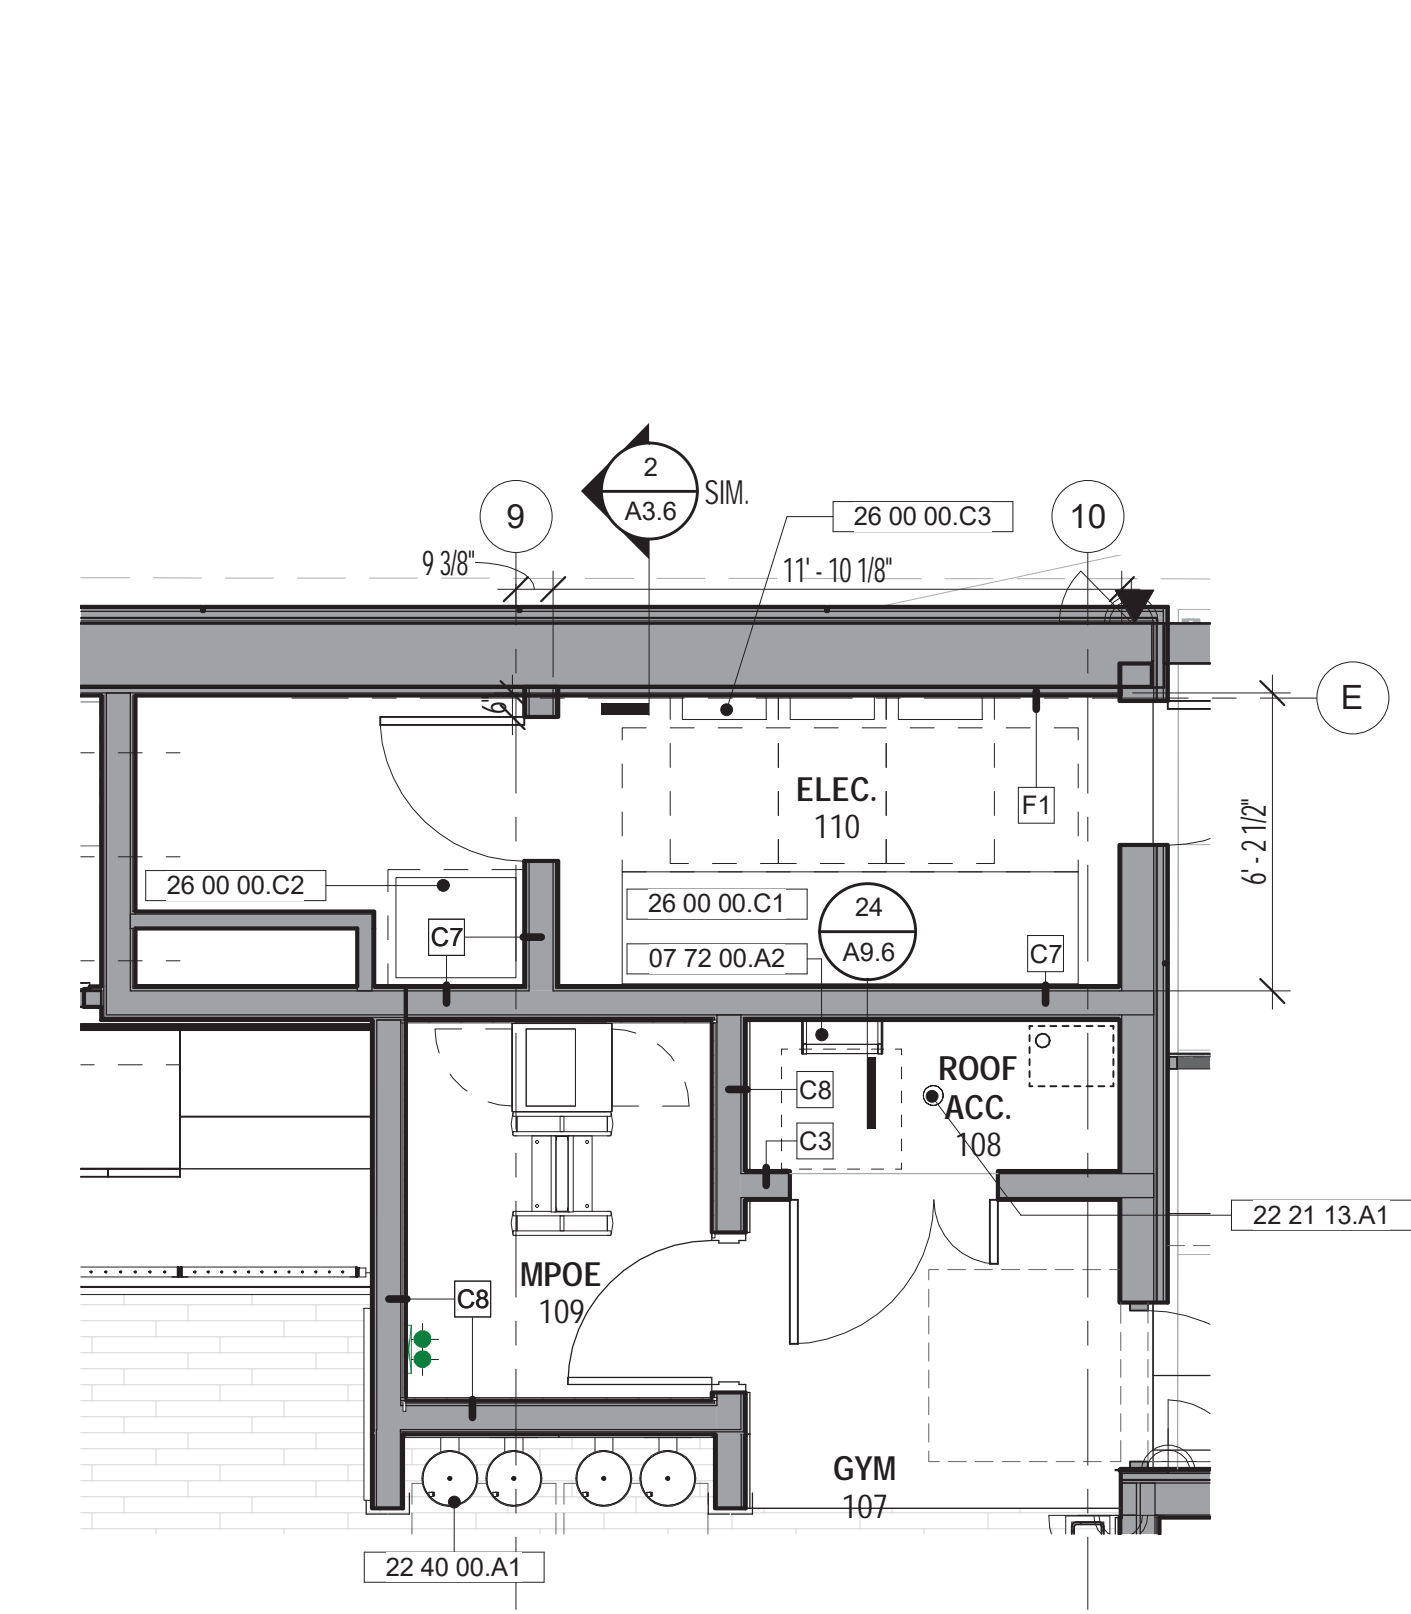 2
A3.6
SIM.
9
26 00 00.C3
10
9 3/8"
11' - 10 1/8"
6"
E
ELEC.
110
F1
6' - 2 1/2"
26 00 00.C2
26 00 00.C1
24
A9.6
C7
07 72 00.A2
C7
ROOF
ACC.
108
C8
C3
22 21 13.A1
MPOE
109
C8
GYM
107
22 40 00.A1